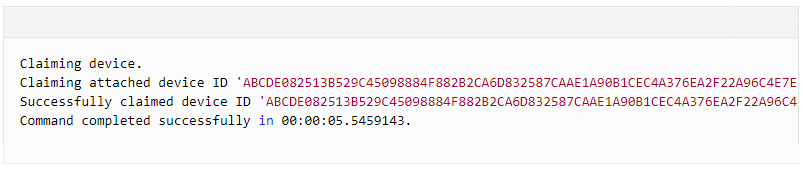 Claiming device.
Claiming attached device ID 'ABCDE082513B529C45098884F882B2CA6D832587CAAE1A90B1CEC4A376EA2F22A96C4E7E
Successfully claimed device ID 'ABCDE082513B529C45098884F882B2CA6D832587CAAE1A90B1CEC4A376EA2F22A96C4
Command completed successfully in 00:00:05.5459143.